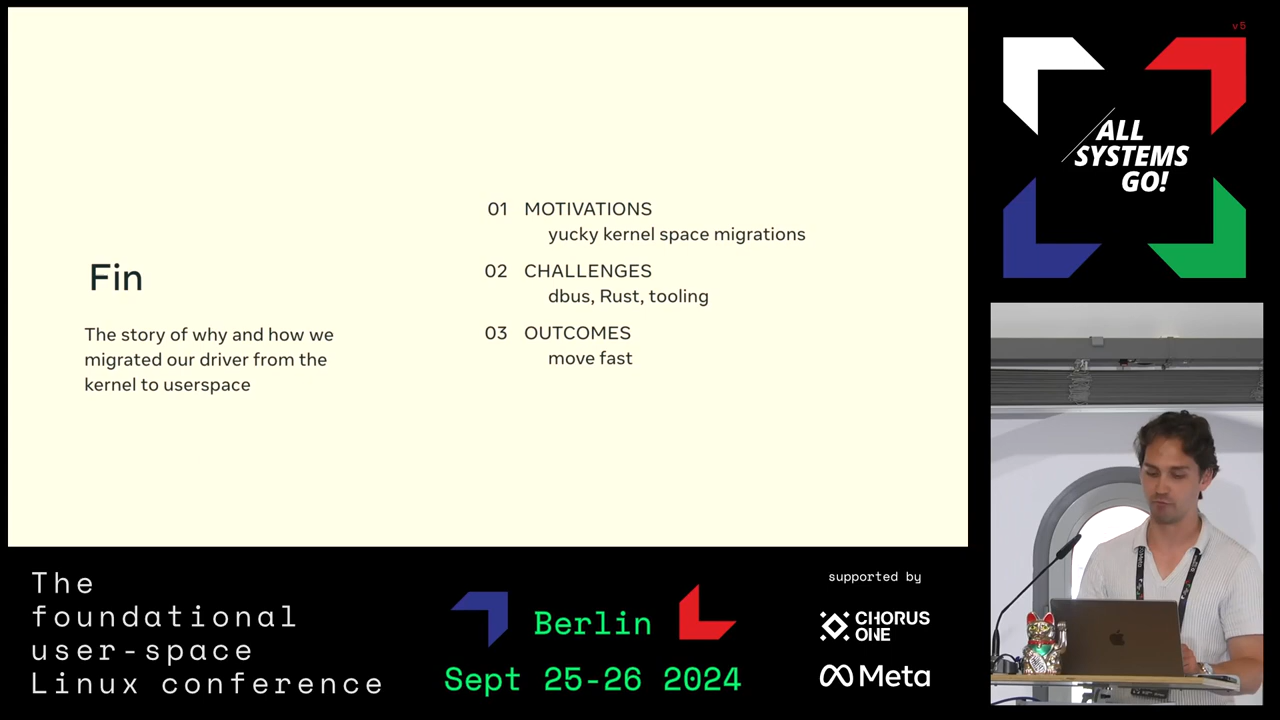 Fin
The story of why and how we
migrated our driver from the
kernel to userspace
01 MOTIVATIONS
yucky kernel space migrations
02 CHALLENGES
dbus, Rust, tooling
03 OUTCOMES
move fast
v5
ALL
SYSTEMS
GO!
The
foundational
user-space
Linux conference
Berlin
Sept 25-26 2024
supported by
CHORUS
ONE
Meta